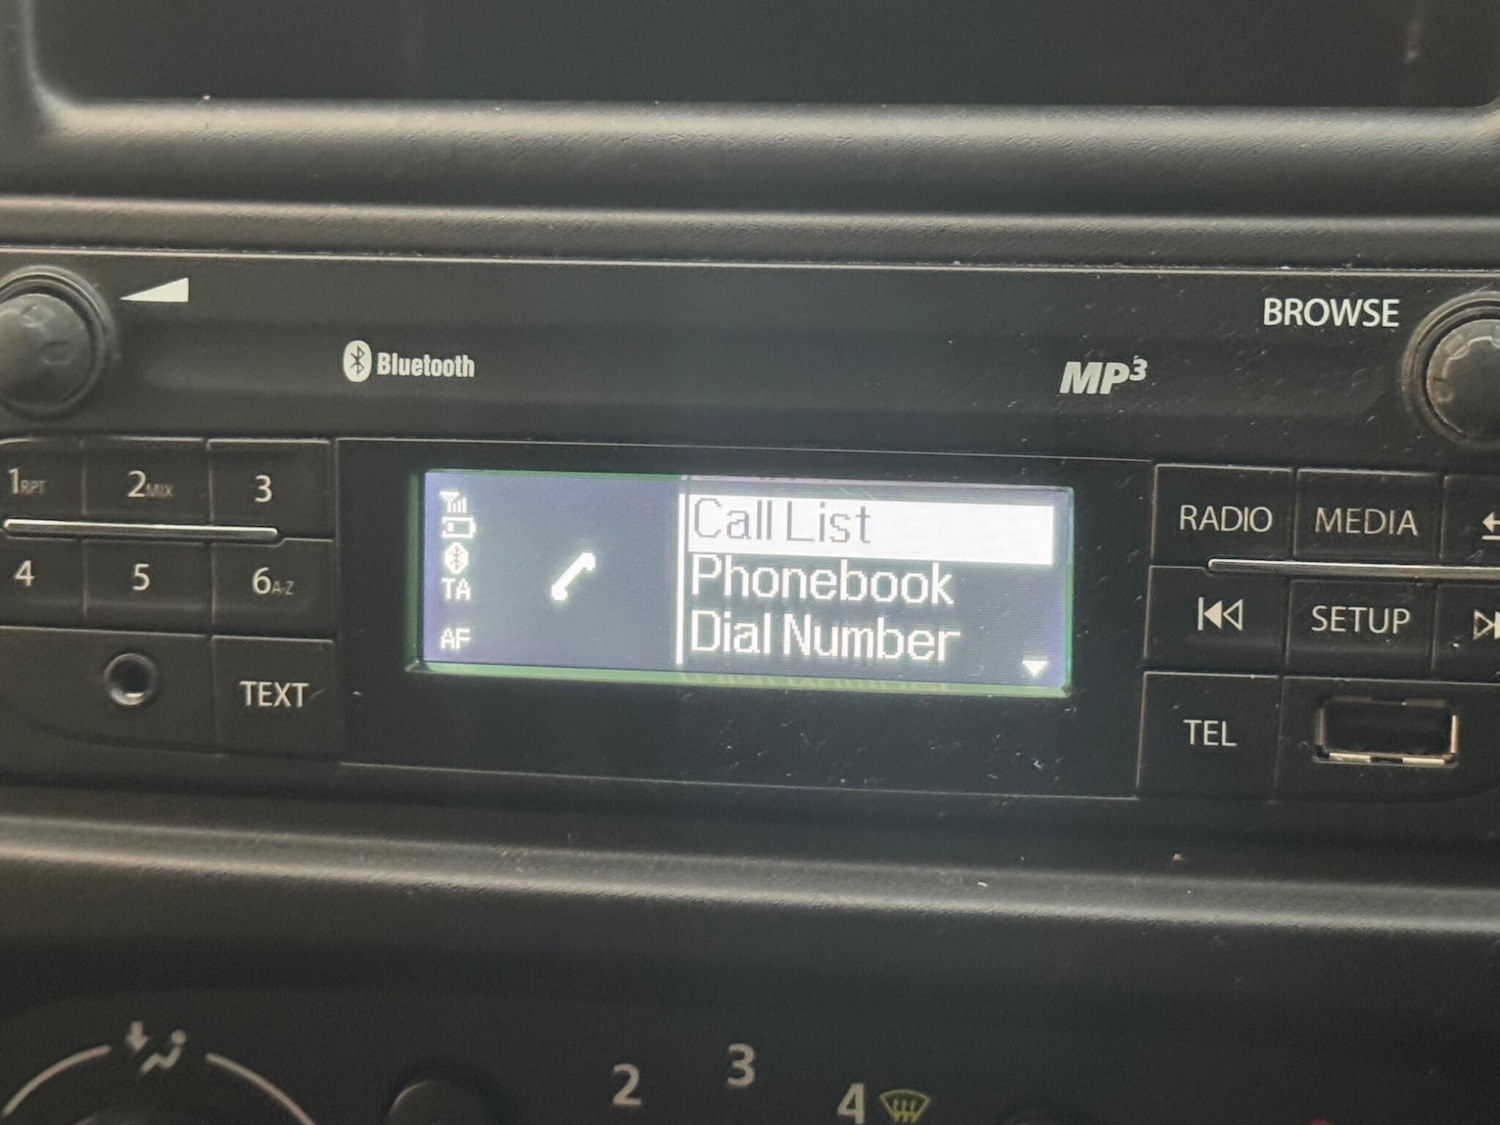 BROWSE
Bluetooth
MP3
1RPT 2MIX 3
4 5 6A-Z
TEXT
TA
AF
Call List
Phonebook
Dial Number
RADIO MEDIA
SETUP
TEL
2 3 4